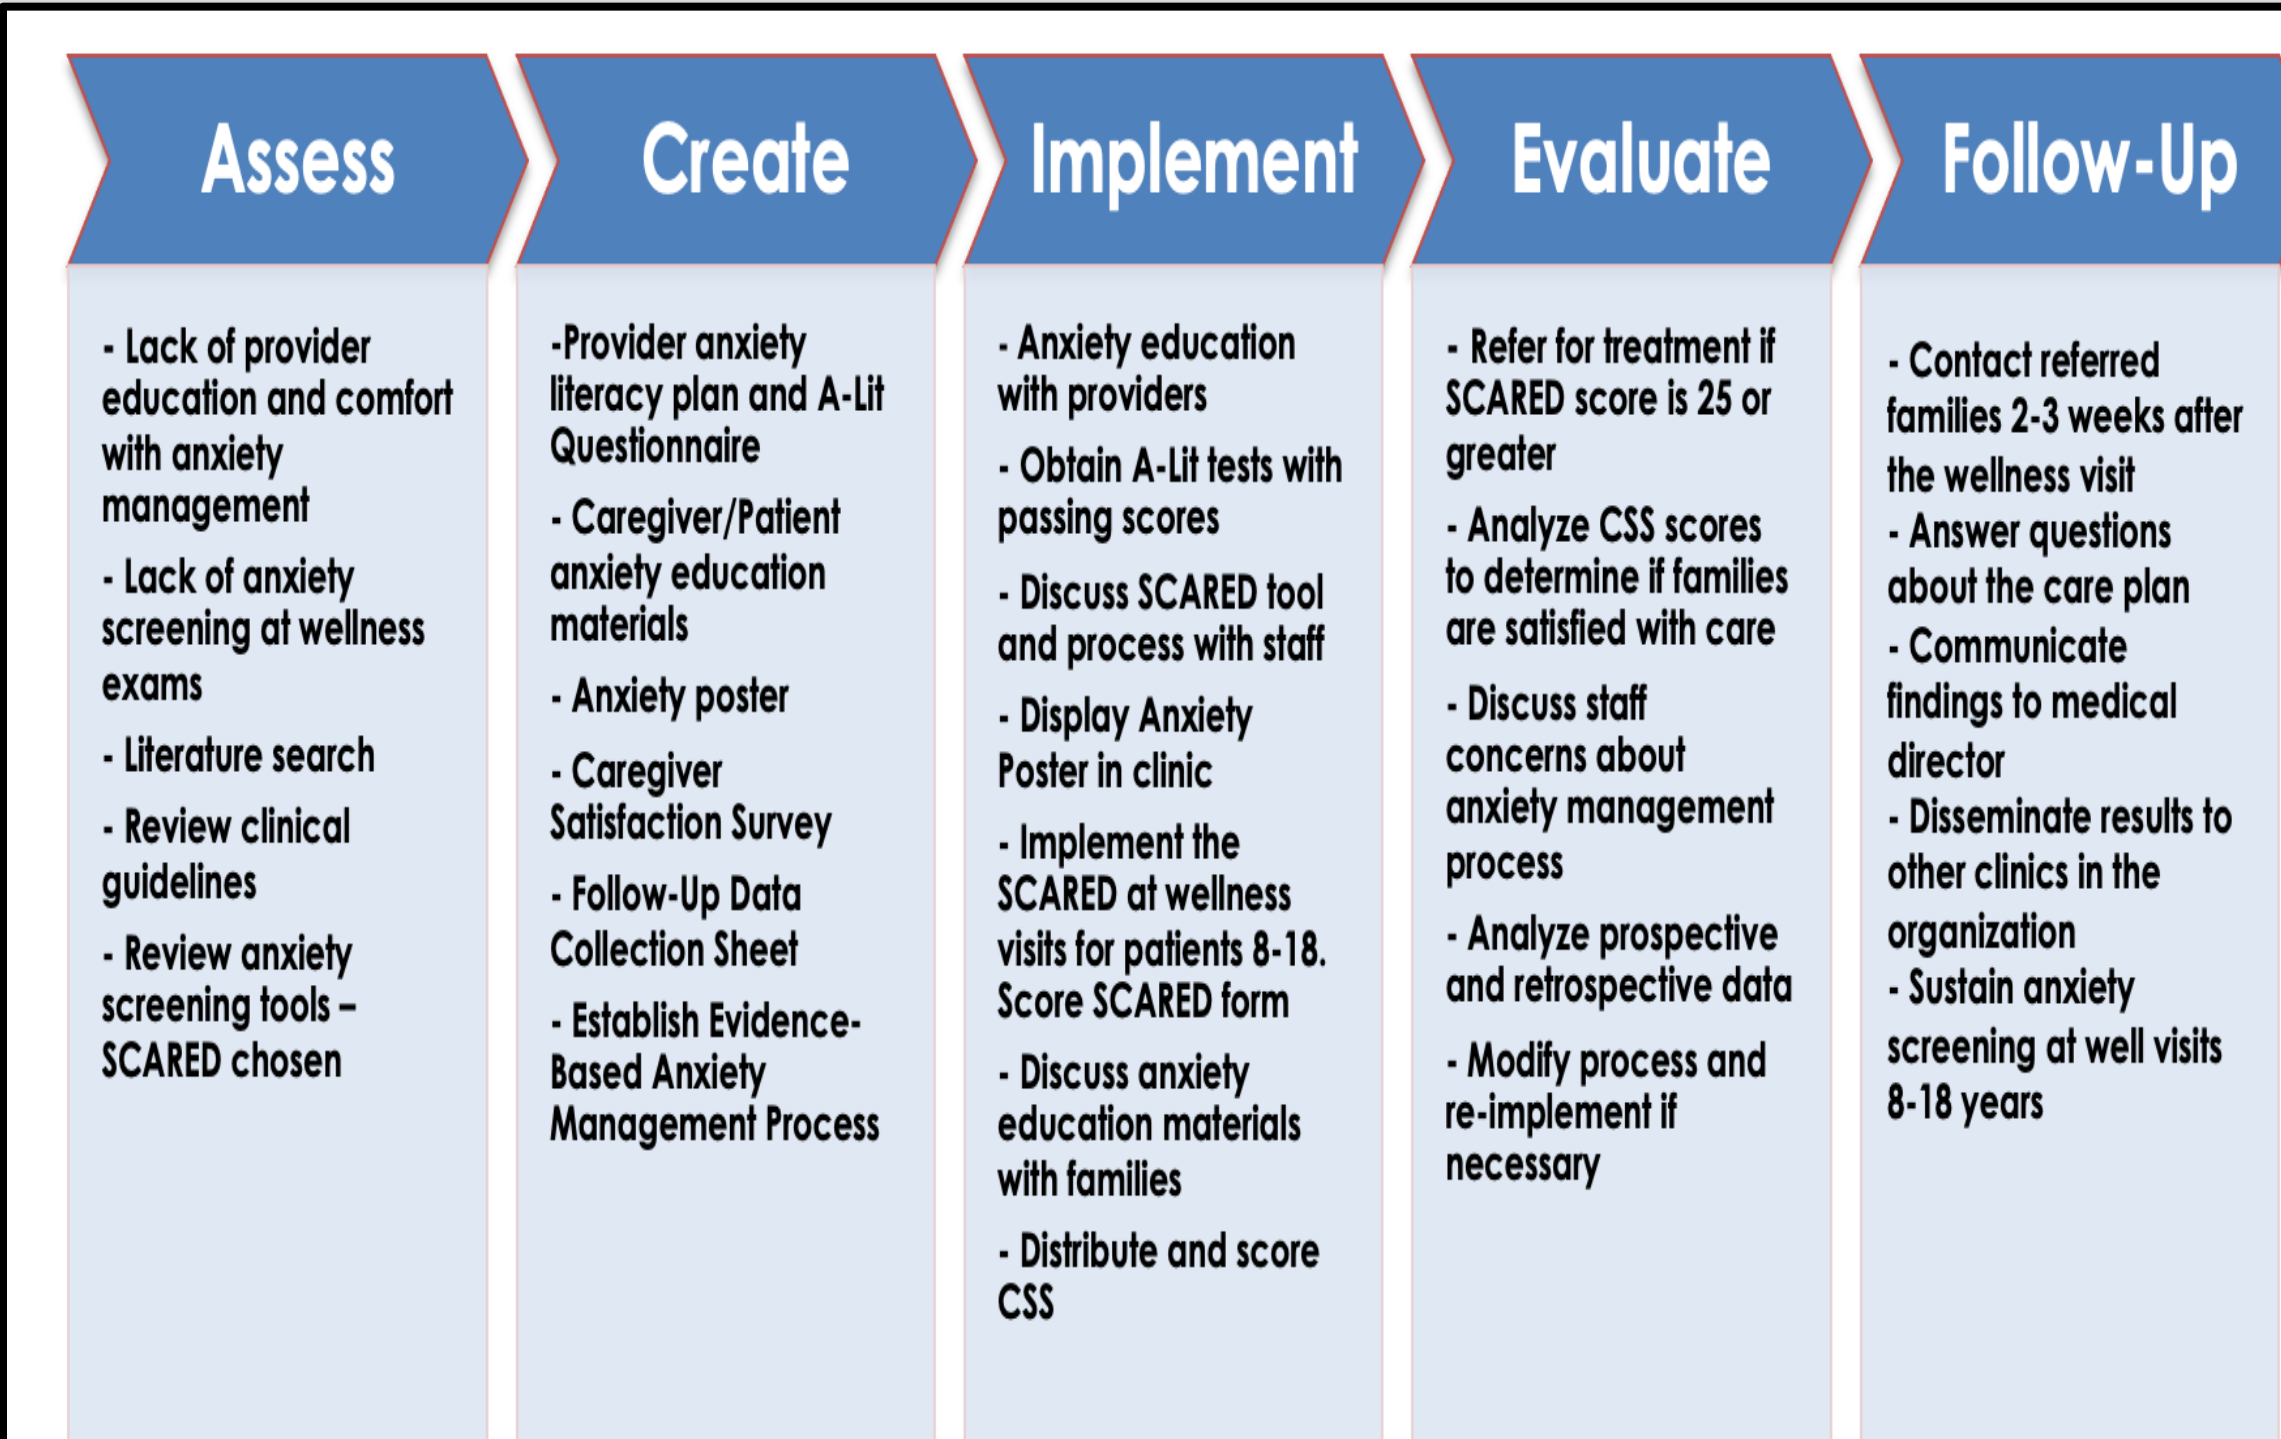 Assess
- Lack of provider
education and comfort
with anxiety
management
- Lack of anxiety
screening at wellness
exams
- Literature search
- Review clinical
guidelines
- Review anxiety
screening tools –
SCARED chosen
Create
-Provider anxiety
literacy plan and A-Lit
Questionnaire
- Caregiver/Patient
anxiety education
materials
- Anxiety poster
- Caregiver
Satisfaction Survey
- Follow-Up Data
Collection Sheet
- Establish Evidence-
Based Anxiety
Management Process
Implement
- Anxiety education
with providers
- Obtain A-Lit tests with
passing scores
- Discuss SCARED tool
and process with staff
- Display Anxiety
Poster in clinic
- Implement the
SCARED at wellness
visits for patients 8-18.
Score SCARED form
- Discuss anxiety
education materials
with families
- Distribute and score
CSS
Evaluate
- Refer for treatment if
SCARED score is 25 or
greater
- Analyze CSS scores
to determine if families
are satisfied with care
- Discuss staff
concerns about
anxiety management
process
- Analyze prospective
and retrospective data
- Modify process and
re-implement if
necessary
Follow-Up
- Contact referred
families 2-3 weeks after
the wellness visit
- Answer questions
about the care plan
- Communicate
findings to medical
director
- Disseminate results to
other clinics in the
organization
- Sustain anxiety
screening at well visits
8-18 years